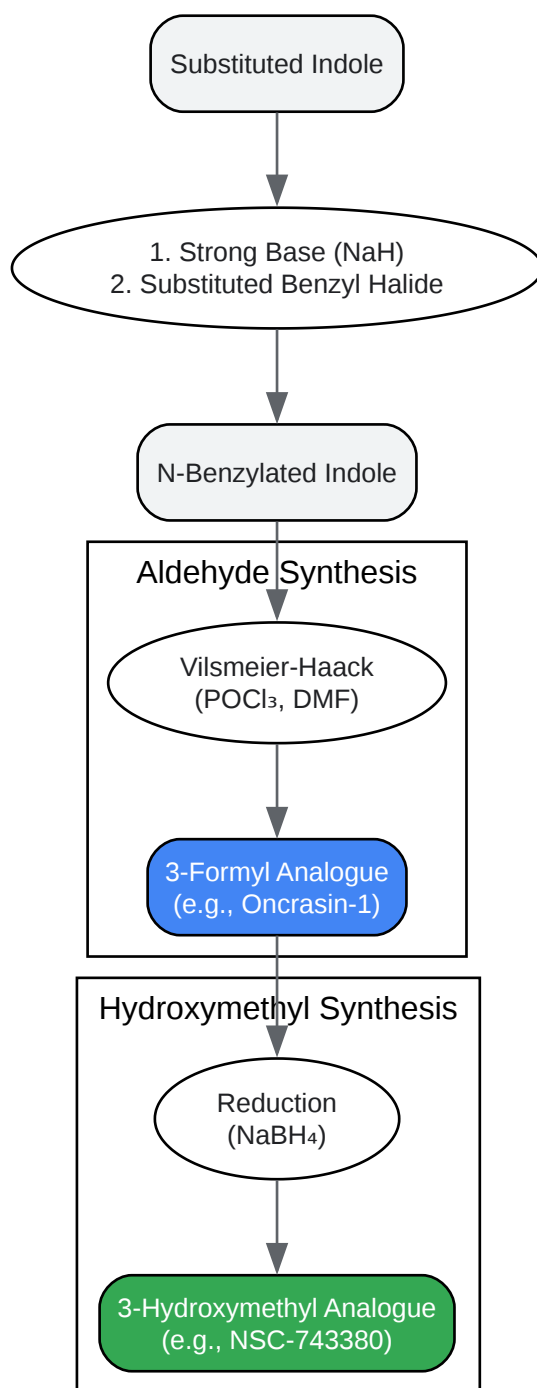 Substituted Indole
1. Strong Base (NaH)
2. Substituted Benzyl Halide
N-Benzylated Indole
Aldehyde Synthesis
Vilsmeier-Haack
(POCl₃, DMF)
3-Formyl Analogue
(e.g., Oncrasin-1)
Hydroxymethyl Synthesis
Reduction
(NaBH₄)
3-Hydroxymethyl Analogue
(e.g., NSC-743380)